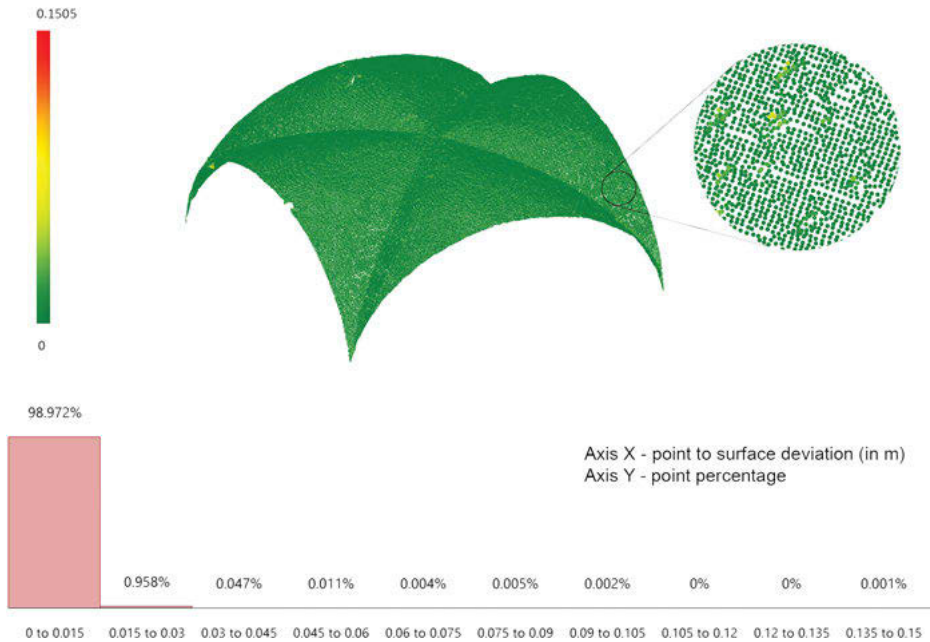 0.1505
0
98.972%
Axis X - point to surface deviation (in m)
Axis Y - point percentage
0.958% 0.047% 0.011% 0.004% 0.005% 0.002% 0% 0% 0.001%
0 to 0.015 0.015 to 0.03 0.03 to 0.045 0.045 to 0.06 0.06 to 0.075 0.075 to 0.09 0.09 to 0.105 0.105 to 0.12 0.12 to 0.135 0.135 to 0.15